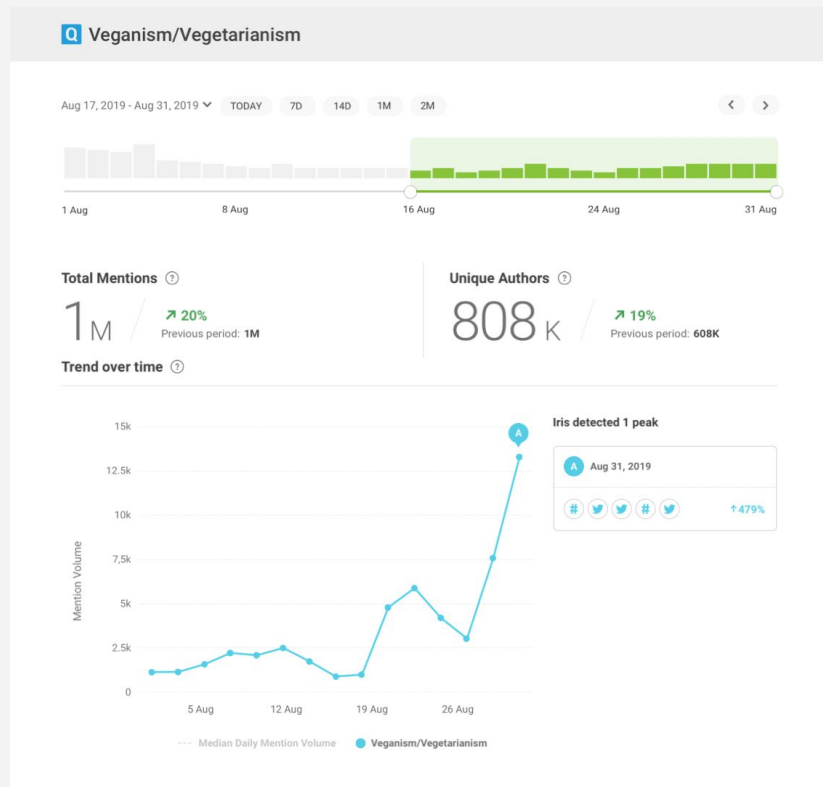 Q Veganism/Vegetarianism
Aug 17, 2019 - Aug 31, 2019 TODAY 7D 14D 1M 2M
1 Aug 8 Aug 16 Aug 24 Aug 31 Aug
Total Mentions ?
1M
20%
Previous period: 1M
Unique Authors ?
808 K
19%
Previous period: 608K
Trend over time ?
15k
12.5k
10k
7,5k
5k
2.5k
0
Mention Volume
A
5 Aug 12 Aug 19 Aug 26 Aug
Median Daily Mention Volume Veganism/Vegetarianism
Iris detected 1 peak
A Aug 31, 2019
# # ↑479%